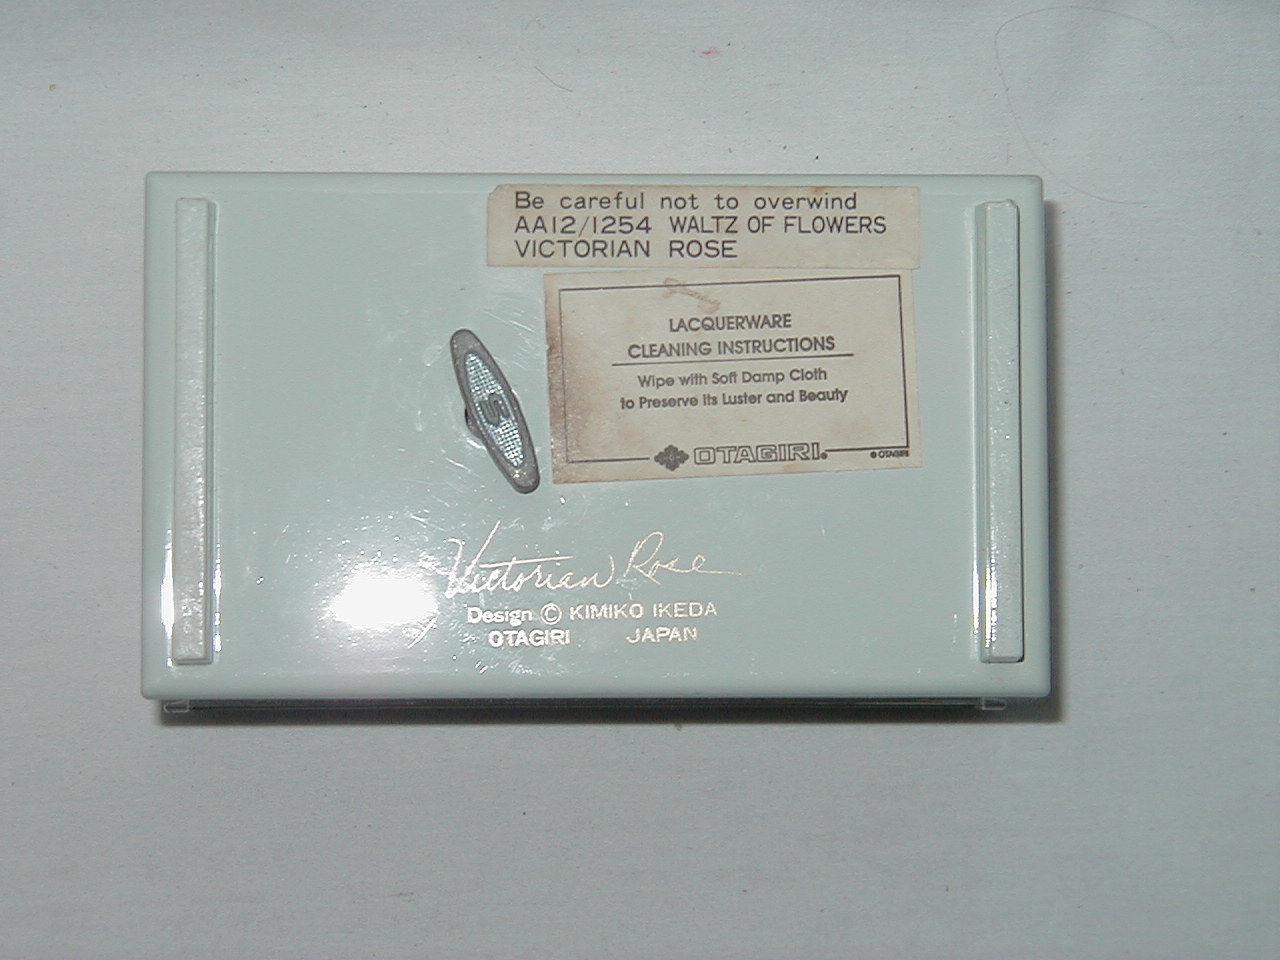 Be careful not to overwind
AA12/1254 WALTZ OF FLOWERS
VICTORIAN ROSE
LACQUERWARE
CLEANING INSTRUCTIONS
Wipe with Soft Damp Cloth
to Preserve Its Luster and Beauty
OTAGIRI.
© OTAGIRI
Victorian Rose
Design © KIMIKO IKEDA
OTAGIRI JAPAN